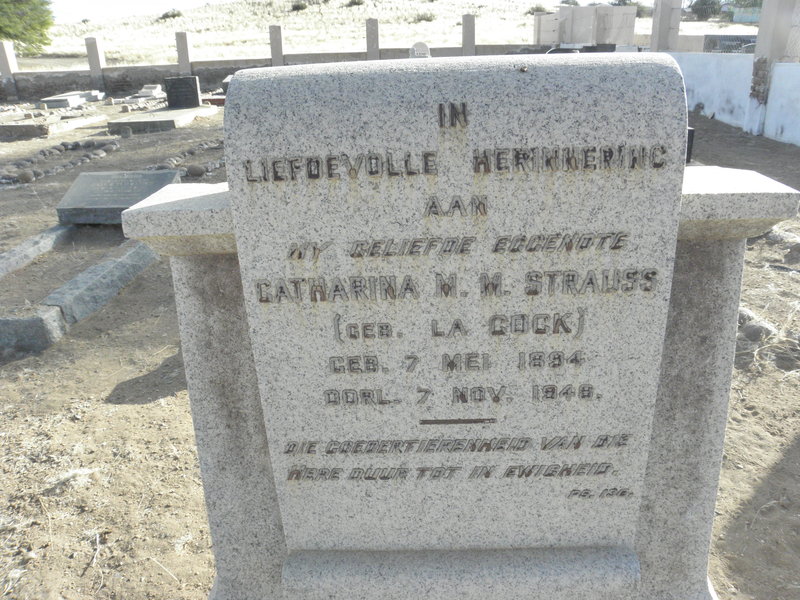 IN
LIEFDEVOLLE HERINNERING
AAN
MY GELIEFDE EGGENOTE
CATHARINA M. M. STRAUSS
(GEB. LA COCK)
GEB. 7 MEI 1894
OORL. 7 NOV. 1948.
DIE GOEDERTIERENHEID VAN DIE
HERE DUUR TOT IN EWIGHEID.
PS. 136.